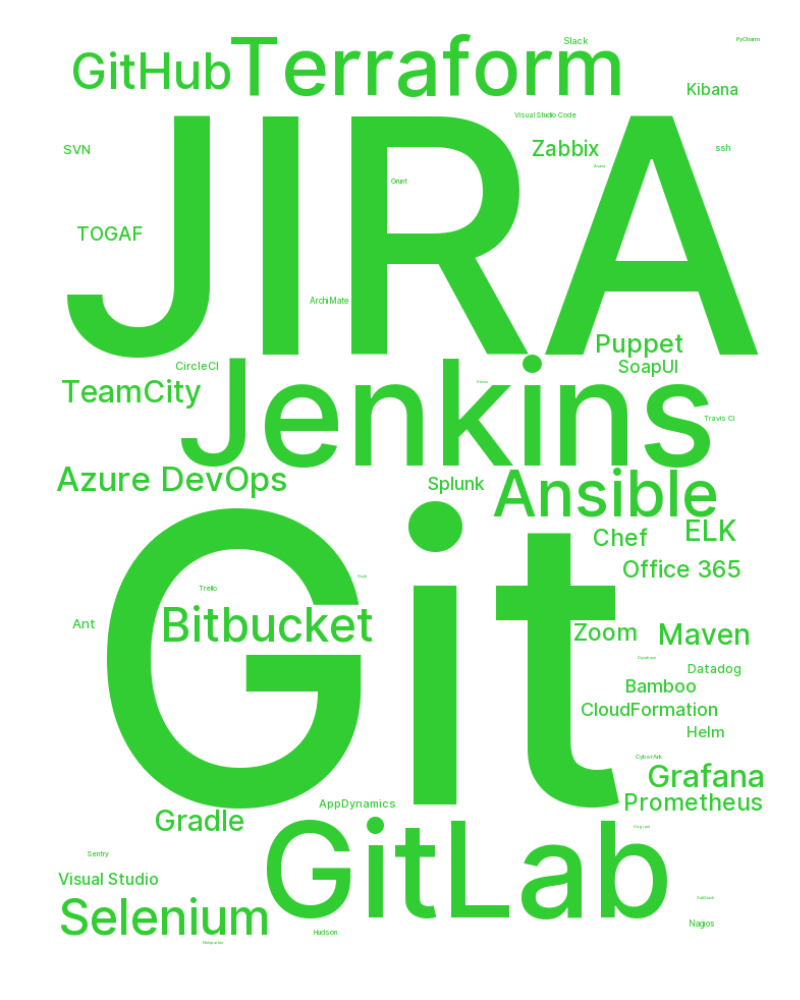 Slack
PyCharm
GitHub
Terraform
Kibana
Visual Studio Code
SVN
Zabbix
ssh
JIRA
Grunt
TOGAF
ArchiMate
Puppet
SoapUI
CircleCI
TeamCity
Jenkins
Travis CI
Azure DevOps
Splunk
Ansible
Chef
ELK
Office 365
Git
Trello
Ant
Bitbucket
Zoom
Maven
Datadog
Bamboo
CloudFormation
Helm
CyberArk
Grafana
Prometheus
AppDynamics
Gradle
GitLab
Sentry
Visual Studio
Selenium
Nagios
Hudson